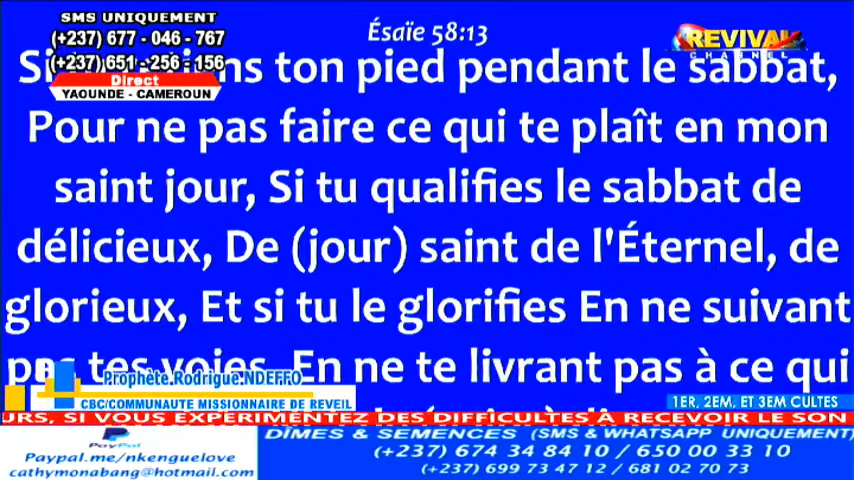 SMS UNIQUEMENT
(+237) 677 - 046 - 767
(+237) 651 - 256 - 156
Direct
YAOUNDE - CAMEROUN
Ésaïe 58:13
REVIVAL
CHANNEL
Si ton pied pendant le sabbat,
Pour ne pas faire ce qui te plaît en mon
saint jour, Si tu qualifies le sabbat de
délicieux, De (jour) saint de l'Éternel, de
glorieux, Et si tu le glorifies En ne suivant
pas tes voies, En ne te livrant pas à ce qui
Prophète.Rodrigue.NDEFFO
CBC/COMMUNAUTE MISSIONNAIRE DE REVEIL
1ER, 2EM, ET 3EM CULTES
URS, SI VOUS EXPERIMENTEZ DES DIFFICULTES A RECEVOIR LE SON
PayPal
Paypal.me/nkenguelove
cathymonabang@hotmail.com
DÎMES & SEMENCES (SMS & WHATSAPP UNIQUEMENT)
(+237) 674 34 84 10 / 650 00 33 10
(+237) 699 73 47 12 / 681 02 70 73